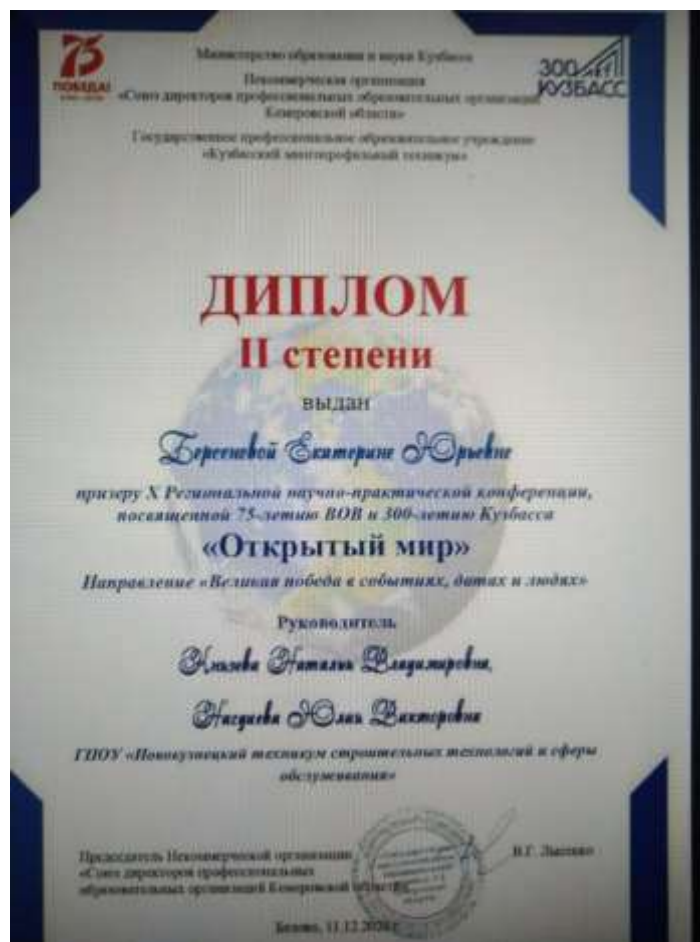 75
ПОБЕДА!
300 ЛЕТ
КУЗБАСС
Министерство образования и науки Кузбасса
Некоммерческая организация
«Союз директоров профессиональных образовательных организаций
Кемеровской области»
Государственное профессиональное образовательное учреждение
«Кузбасский многопрофильный техникум»
ДИПЛОМ
II степени
выдан
Берсеневой Екатерине Юрьевне
призеру X Региональной научно-практической конференции,
посвященной 75-летию ВОВ и 300-летию Кузбасса
«Открытый мир»
Направление «Великая победа в событиях, датах и людях»
Руководитель
Князева Наталья Владимировна,
Юлия Викторовна
ГПОУ «Новокузнецкий техникум строительных технологий и сферы
обслуживания»
Председатель Некоммерческой организации
«Союз директоров профессиональных
образовательных организаций Кемеровской области»
В.Г.
Белово, 11.12.2020 г.